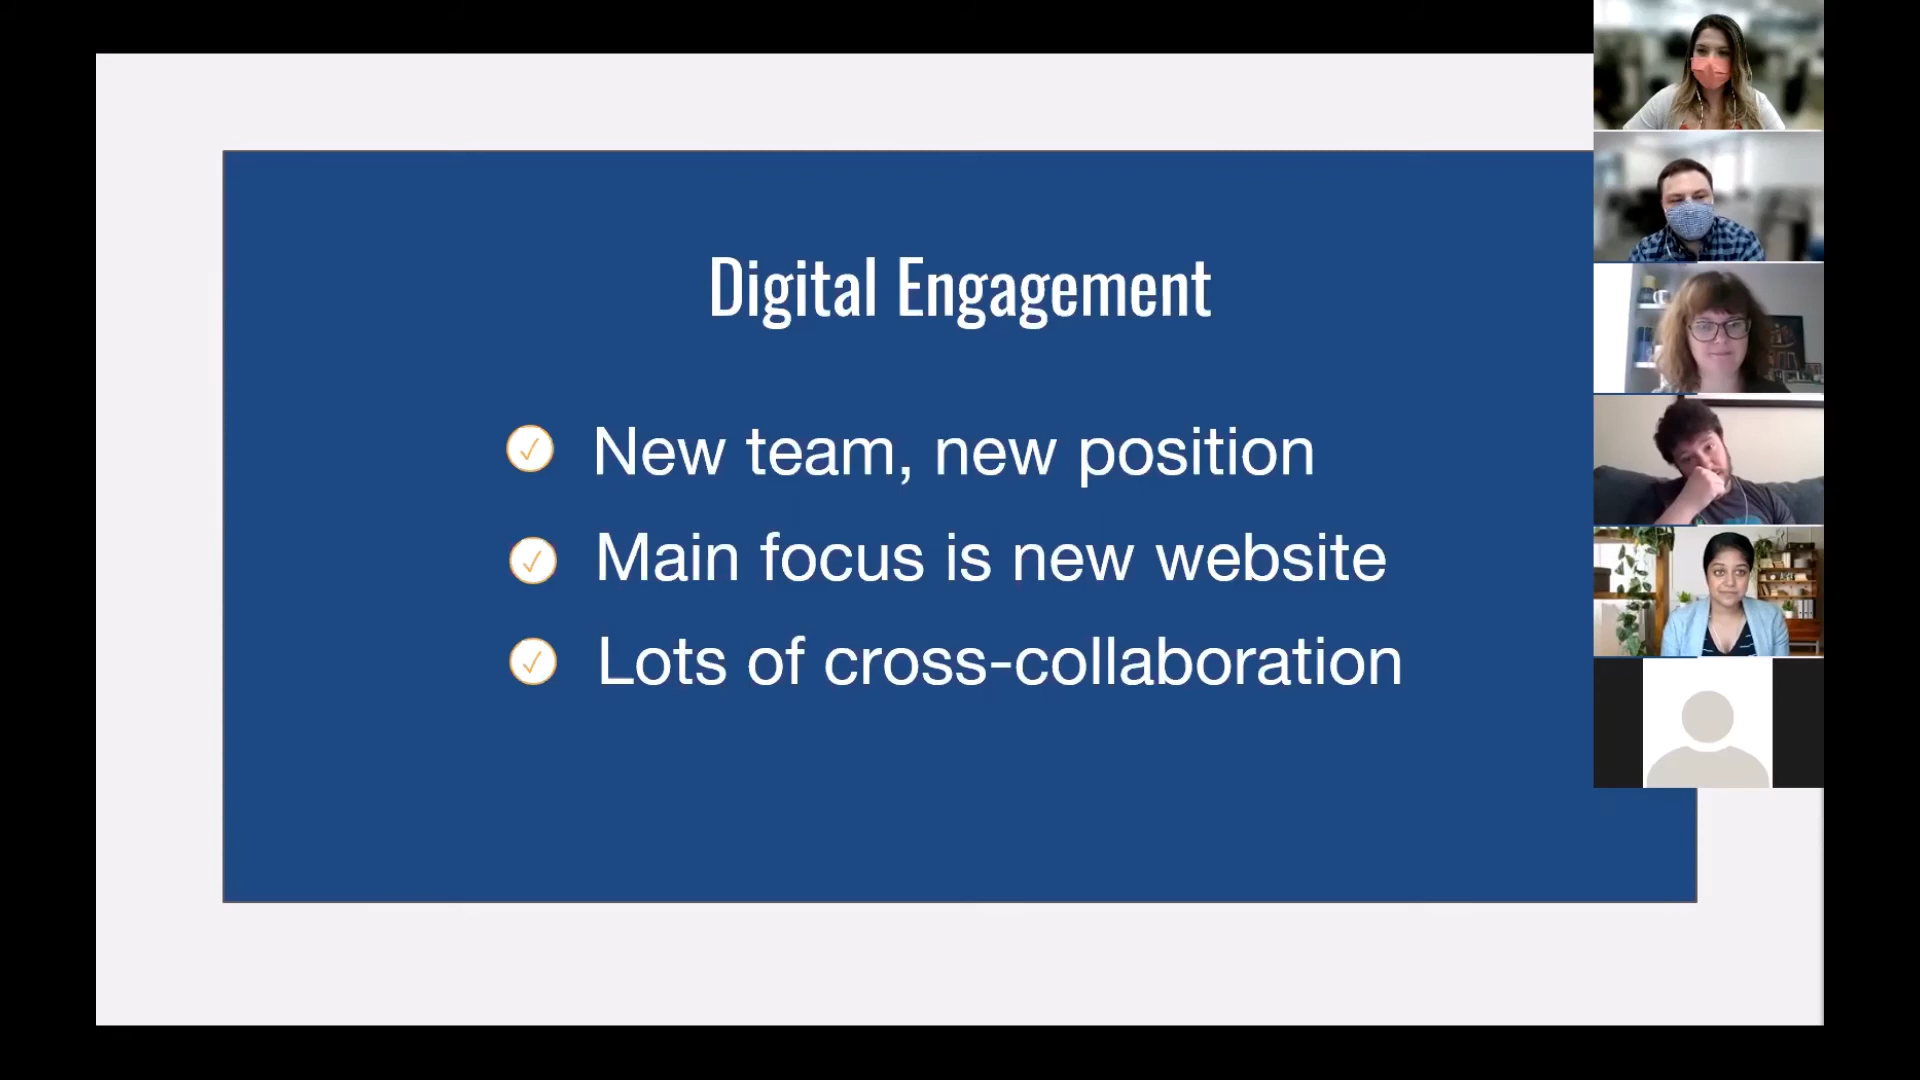 Digital Engagement
New team, new position
Main focus is new website
Lots of cross-collaboration